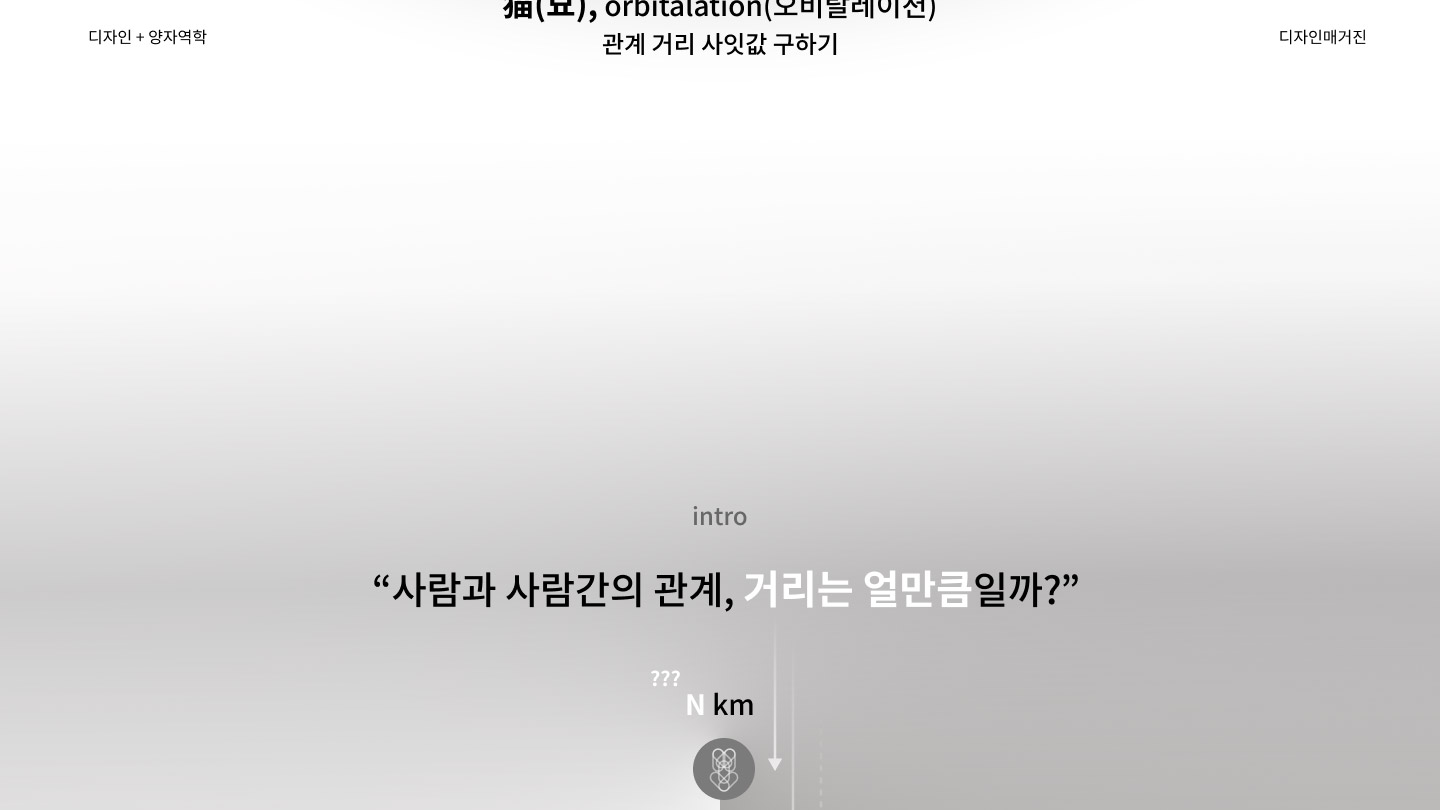 猫(묘), orbitalation(오비탈레이션)
관계 거리 사잇값 구하기
디자인 + 양자역학
디자인매거진
intro
“사람과 사람간의 관계, 거리는 얼만큼일까?”
???
N km